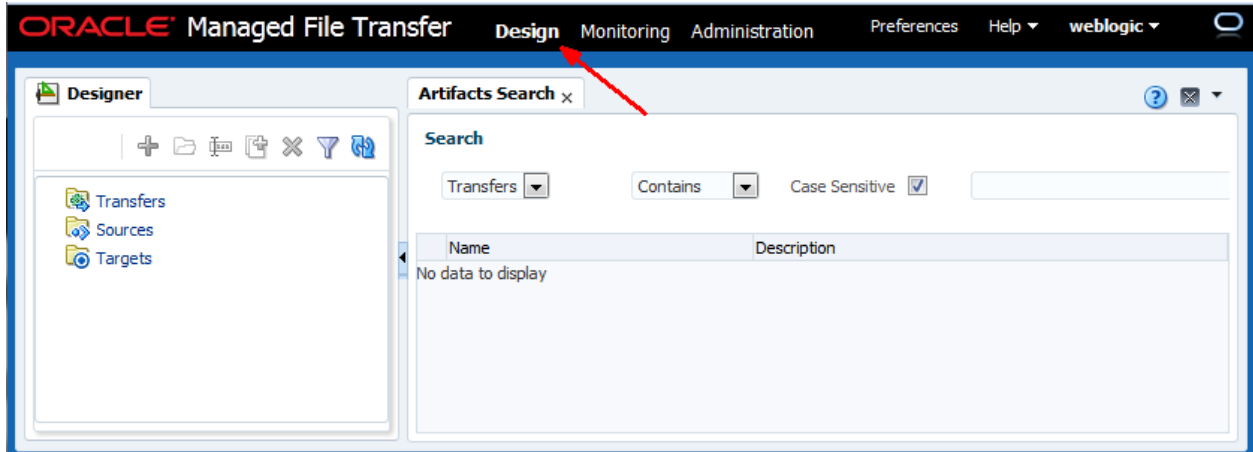 ORACLE Managed File Transfer Design Monitoring Administration Preferences Help weblogic
Designer
Artifacts Search
Search
Transfers Contains Case Sensitive
Transfers
Sources
Targets
Name Description
No data to display